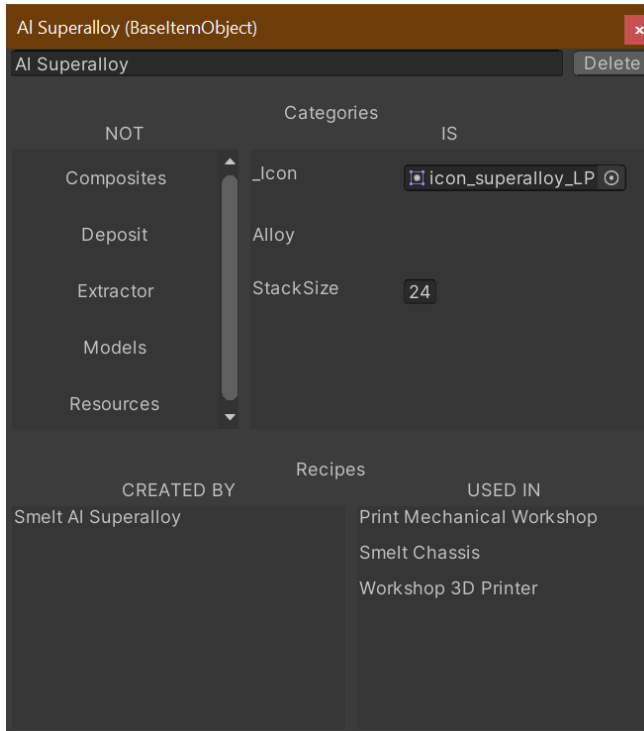 Al Superalloy (BaseItemObject)
x
Al Superalloy
Delete
Categories
NOT
IS
Composites
Deposit
Extractor
Models
Resources
_Icon
icon_superalloy_LP
Alloy
StackSize
24
Recipes
CREATED BY
USED IN
Smelt Al Superalloy
Print Mechanical Workshop
Smelt Chassis
Workshop 3D Printer